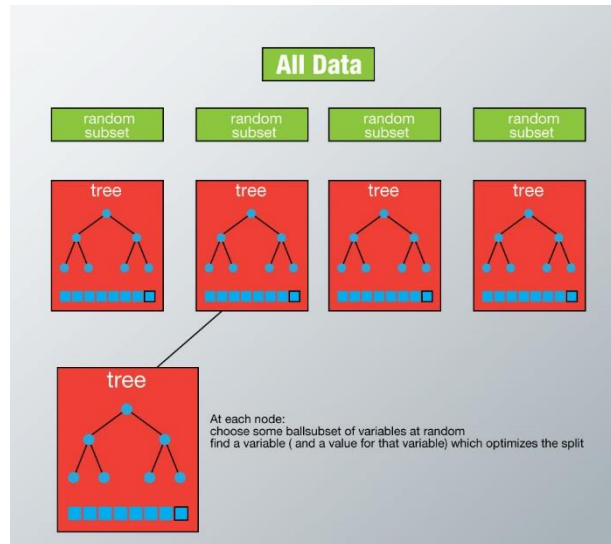 All Data
random
subset
random
subset
random
subset
random
subset
tree
tree
tree
tree
tree
At each node:
choose some ballsubset of variables at random
find a variable ( and a value for that variable) which optimizes the split